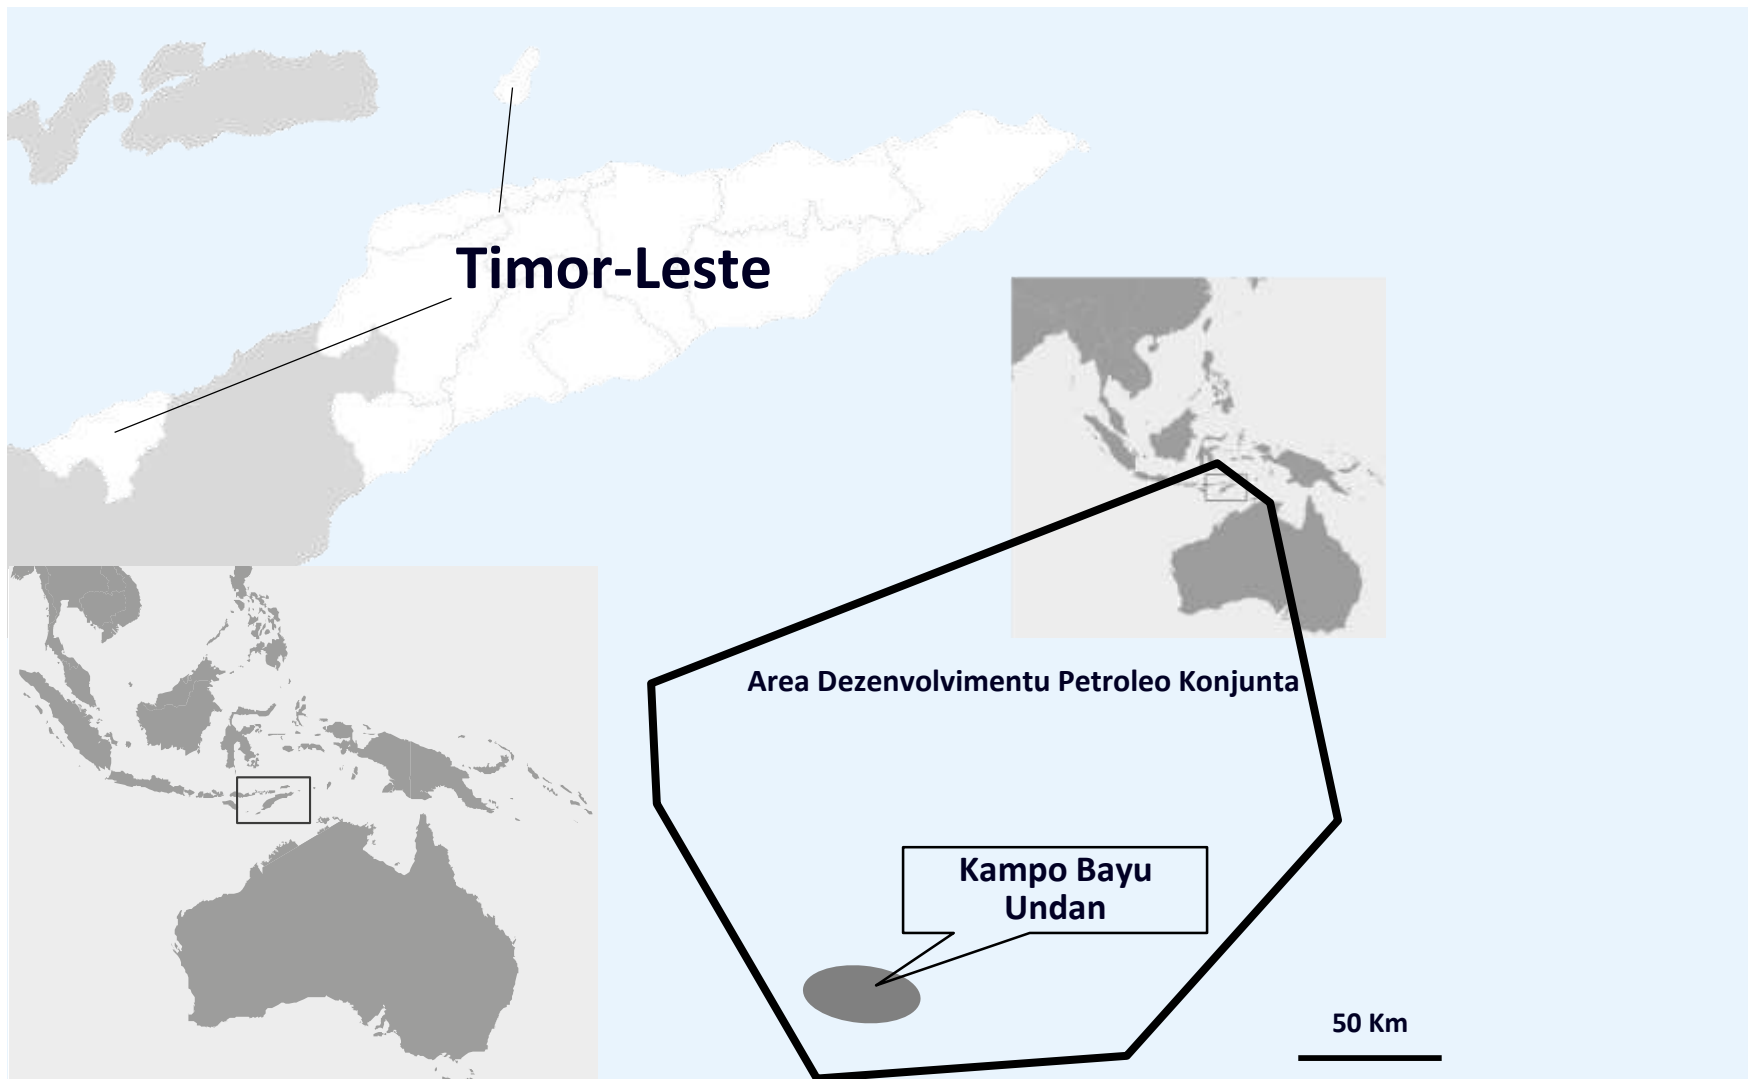 Timor-Leste
Area Dezenvolvimentu Petroleo Konjunta
Kampo Bayu
Undan
50 Km